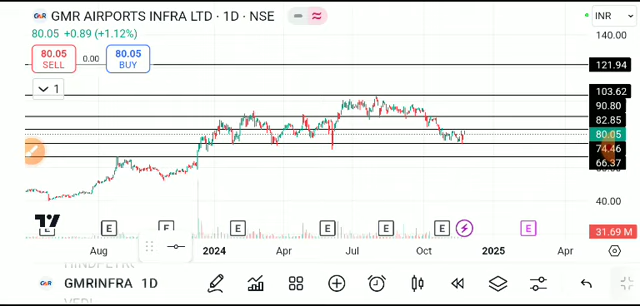 GMR AIRPORTS INFRA LTD · 1D · NSE
INR
80.05 +0.89 (+1.12%)
140.00
80.05 SELL 0.00 80.05 BUY
121.94
1
103.62
90.80
82.85
80.05
74.46
66.37
40.00
E E E E E E E E
31.69 M
Aug 2024 Apr Jul Oct 2025 Apr
GMRINFRA 1D